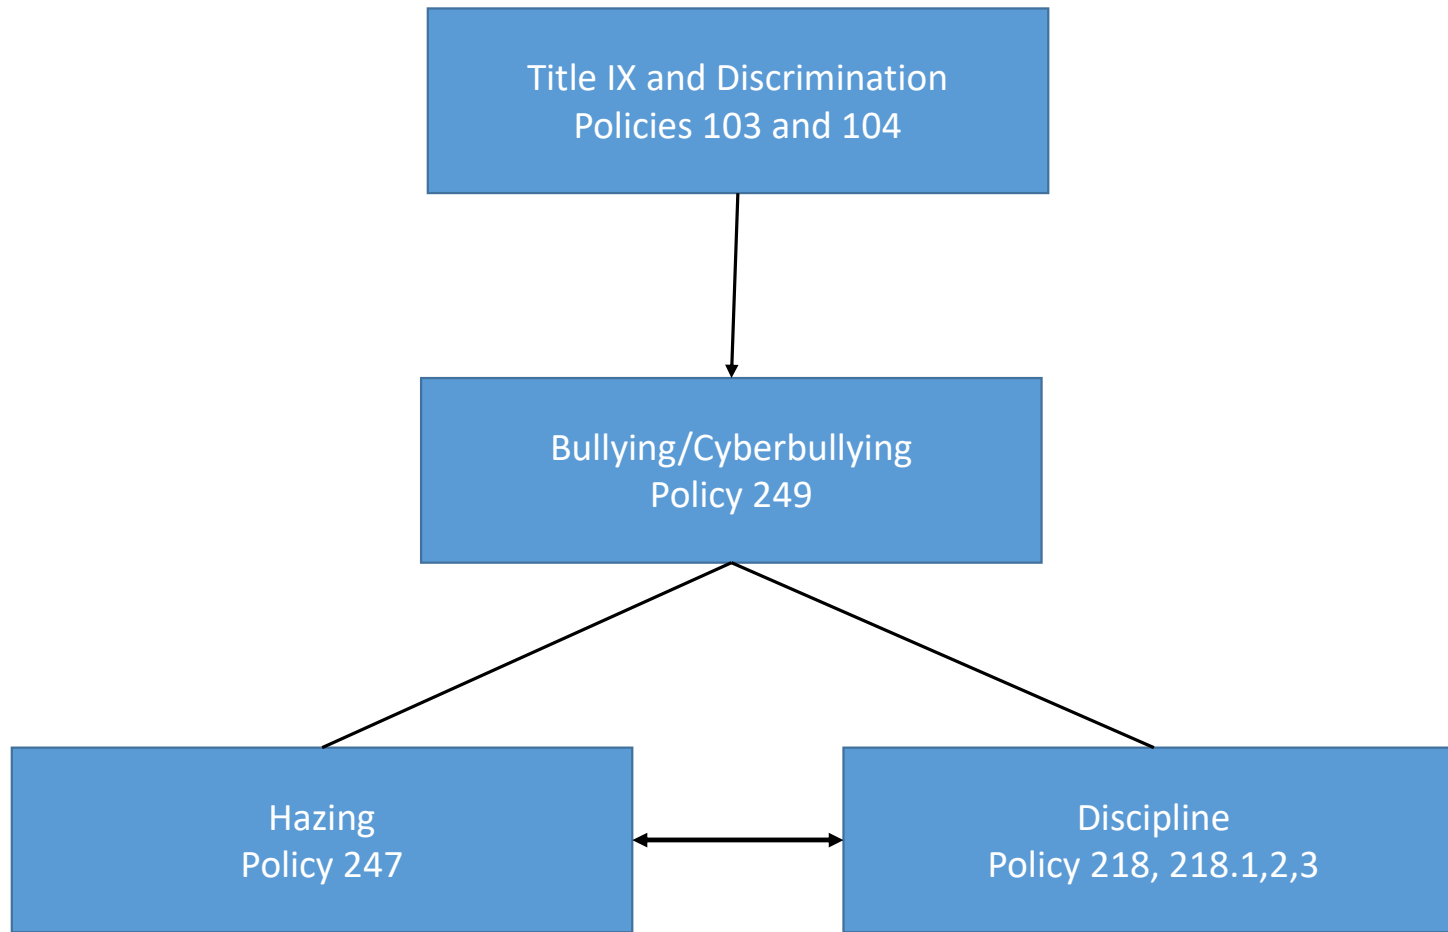 Title IX and Discrimination
Policies 103 and 104
Bullying/Cyberbullying
Policy 249
Hazing
Policy 247
Discipline
Policy 218, 218.1,2,3